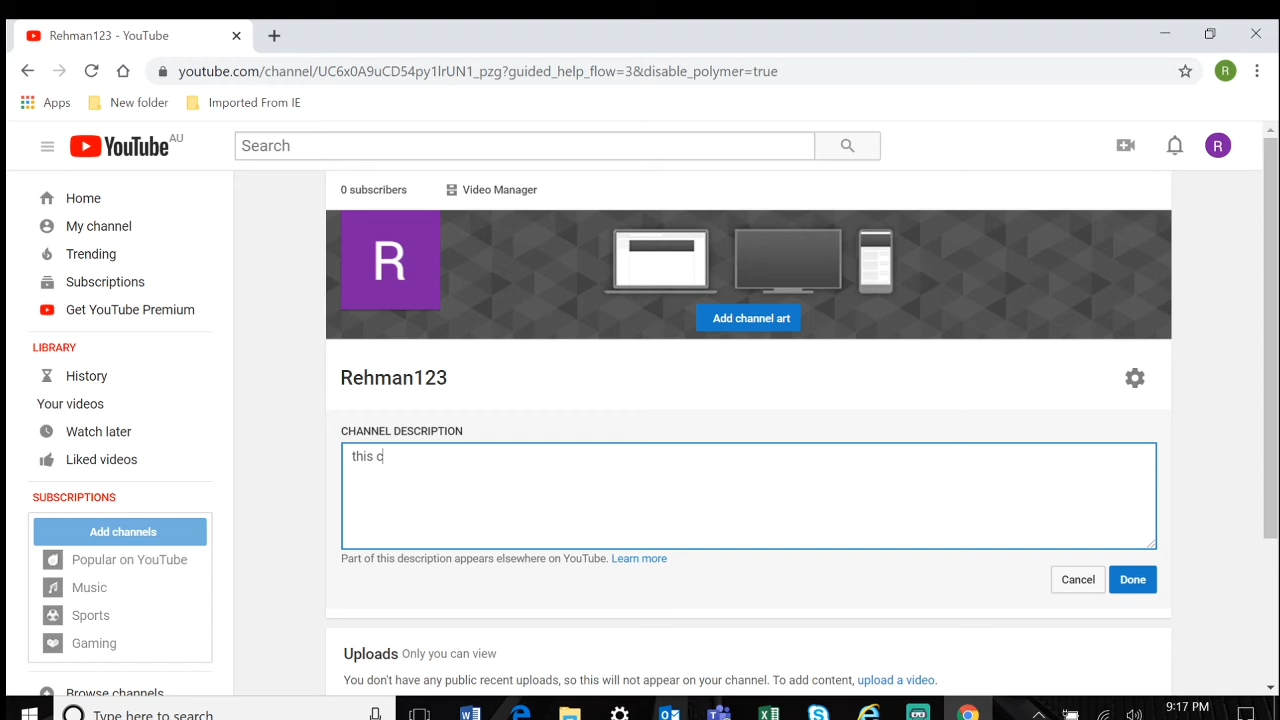 Rehman123 - YouTube
youtube.com/channel/UC6x0A9uCD54py1lrUN1_pzg?guided_help_flow=3&disable_polymer=true
R
Apps
New folder
Imported From IE
YouTube AU
Search
R
Home
My channel
Trending
Subscriptions
Get YouTube Premium
LIBRARY
History
Your videos
Watch later
Liked videos
SUBSCRIPTIONS
Add channels
Popular on YouTube
Music
Sports
Gaming
Browse channels
0 subscribers
Video Manager
R
Add channel art
Rehman123
CHANNEL DESCRIPTION
this c
Part of this description appears elsewhere on YouTube. Learn more
Cancel
Done
Uploads Only you can view
You don't have any public recent uploads, so this will not appear on your channel. To add content, upload a video.
Type here to search
9:17 PM